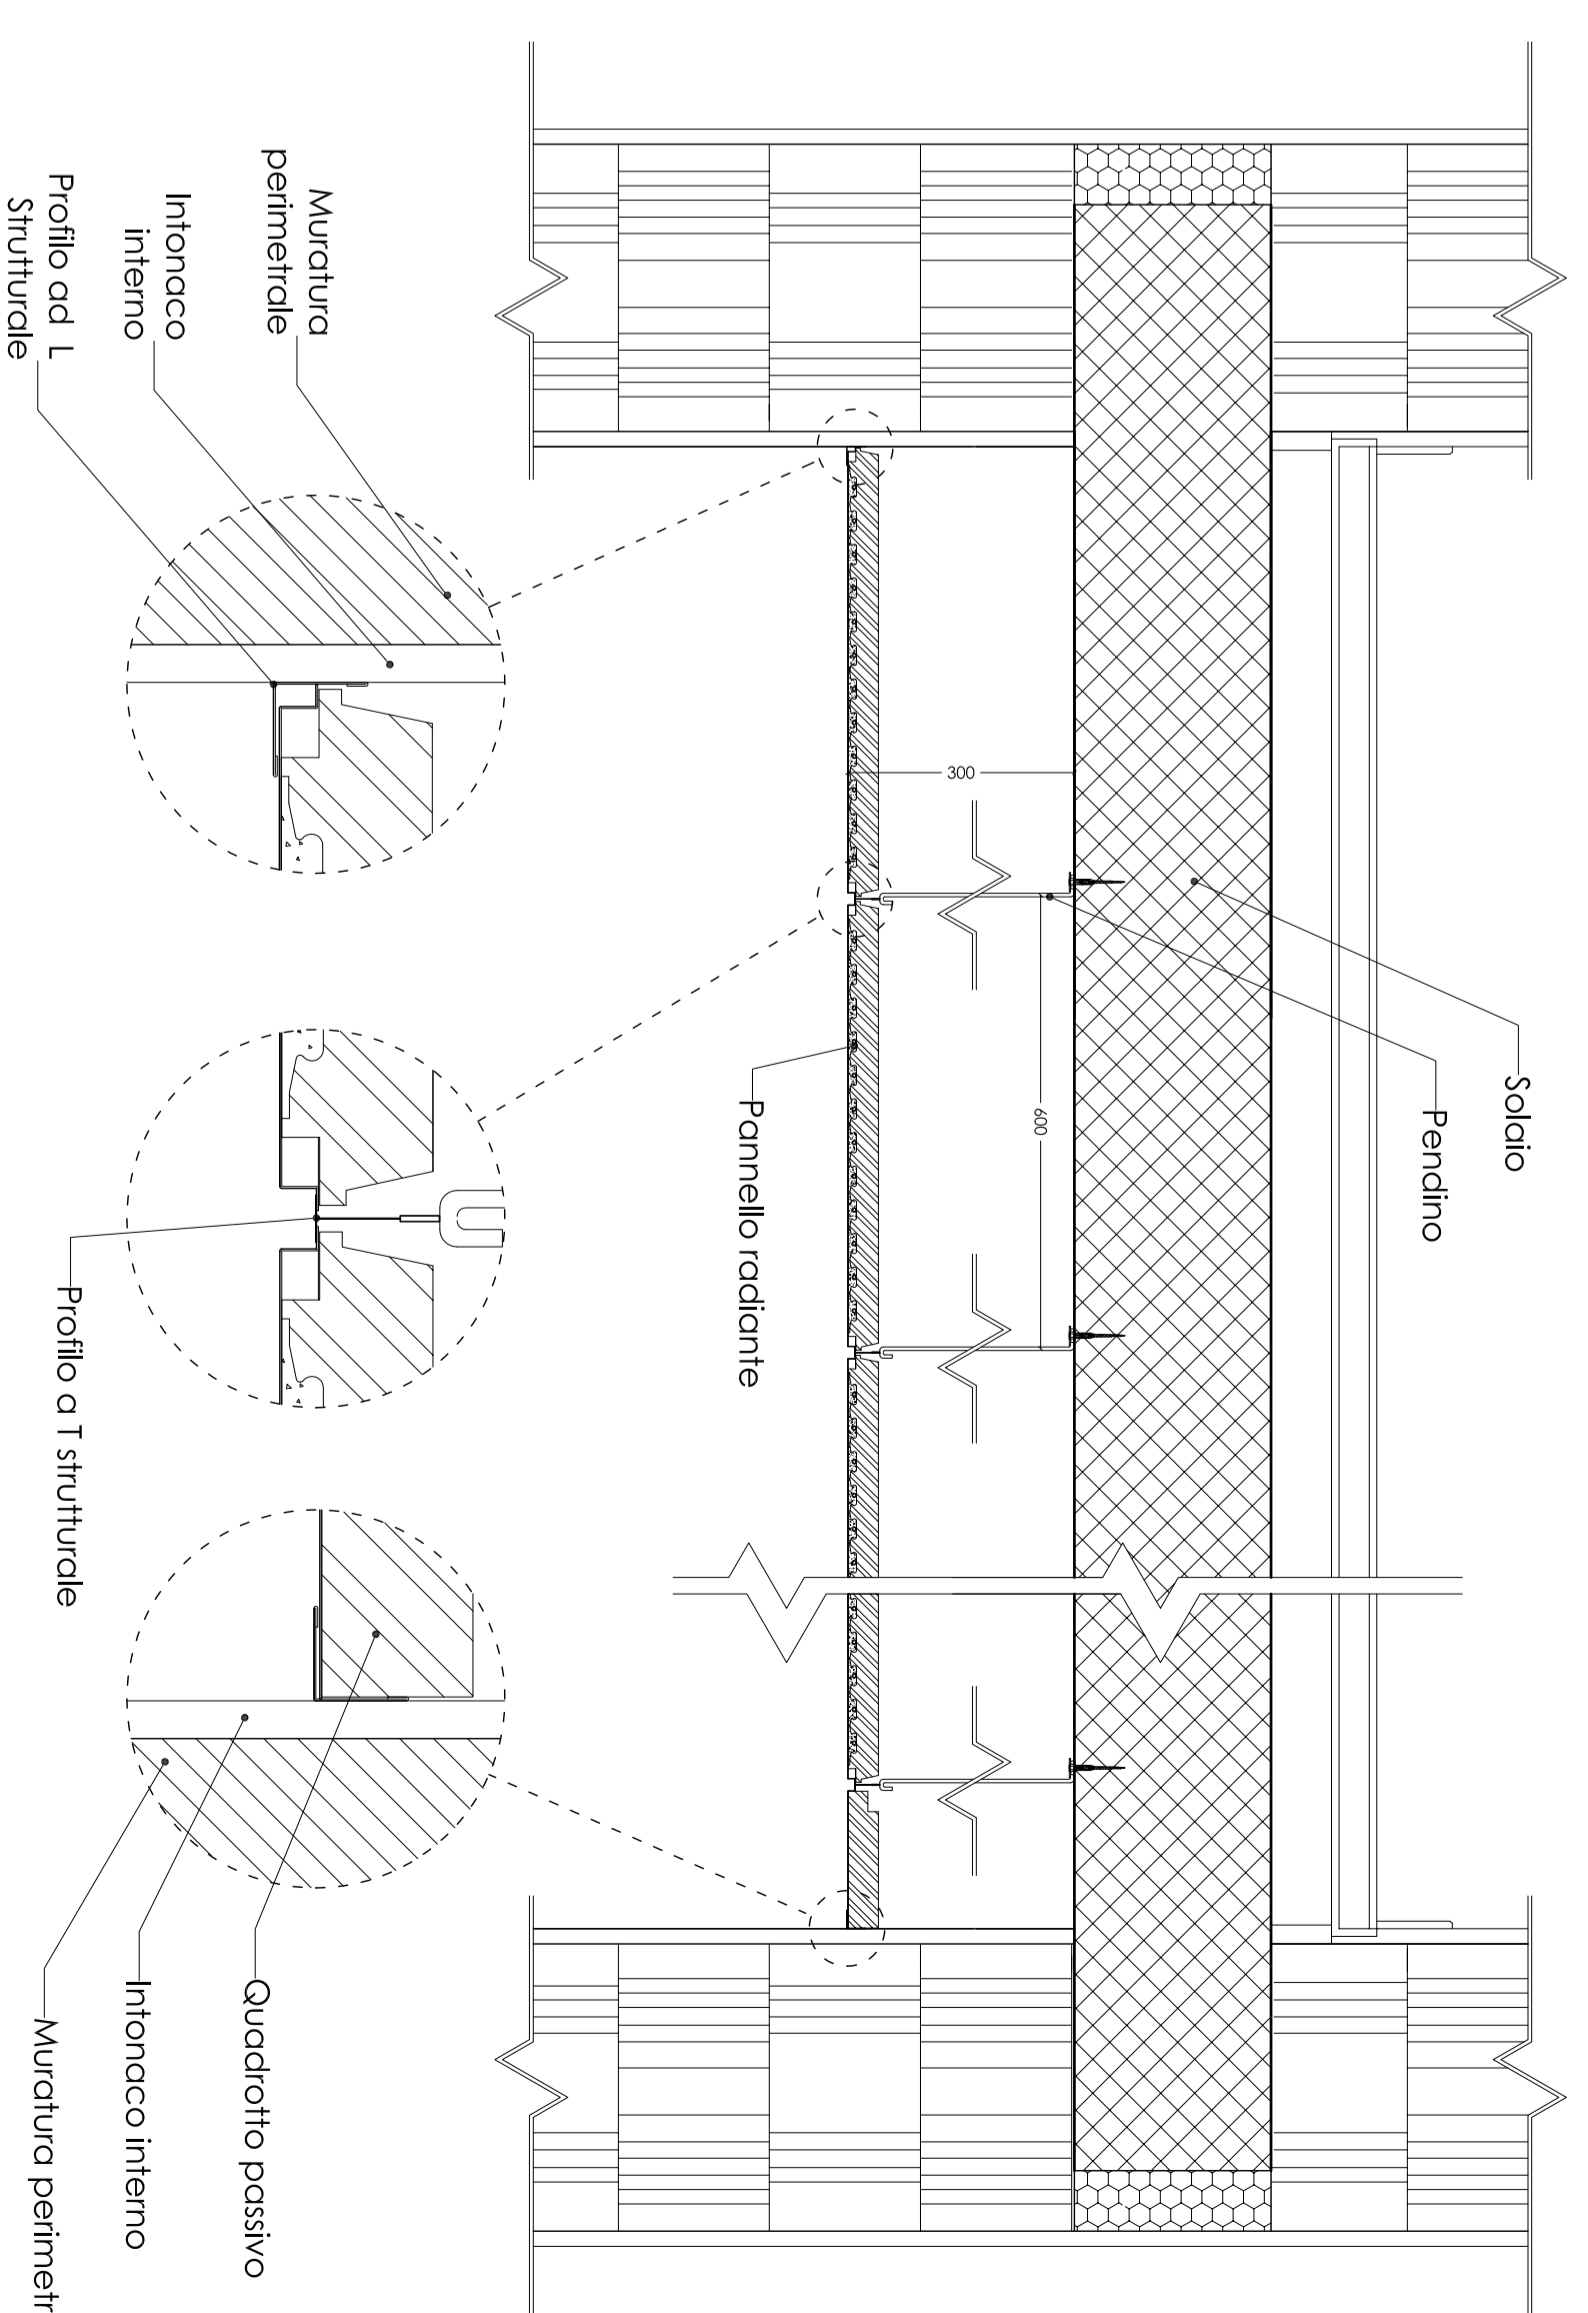 Solaio
Pendino
300
600
Pannello radiante
Muratura
perimetrale
Intonaco
interno
Profilo ad L
Strutturale
Profilo a T strutturale
Quadrotto passivo
Intonaco interno
Muratura perimetr